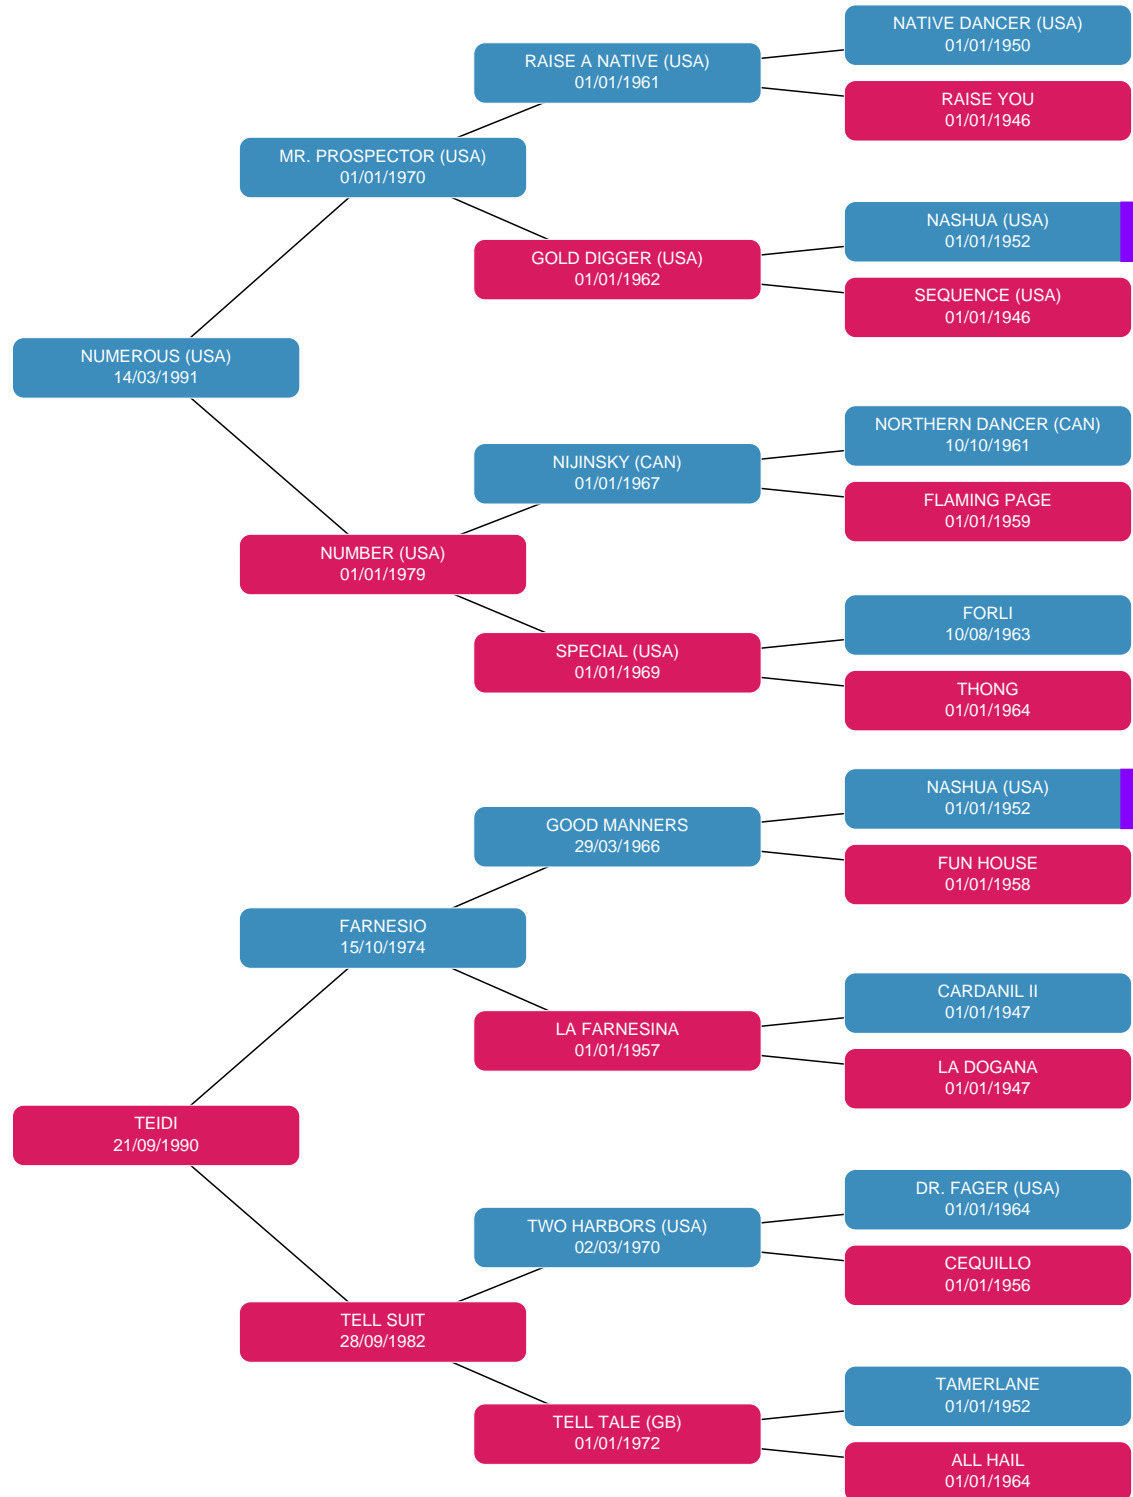 NATIVE DANCER (USA)
01/01/1950
RAISE A NATIVE (USA)
01/01/1961
RAISE YOU
01/01/1946
MR. PROSPECTOR (USA)
01/01/1970
NASHUA (USA)
01/01/1952
GOLD DIGGER (USA)
01/01/1962
SEQUENCE (USA)
01/01/1946
NUMEROUS (USA)
14/03/1991
NORTHERN DANCER (CAN)
10/10/1961
NIJINSKY (CAN)
01/01/1967
FLAMING PAGE
01/01/1959
NUMBER (USA)
01/01/1979
FORLI
10/08/1963
SPECIAL (USA)
01/01/1969
THONG
01/01/1964
NASHUA (USA)
01/01/1952
GOOD MANNERS
29/03/1966
FUN HOUSE
01/01/1958
FARNESIO
15/10/1974
CARDANIL II
01/01/1947
LA FARNESINA
01/01/1957
LA DOGANA
01/01/1947
TEIDI
21/09/1990
DR. FAGER (USA)
01/01/1964
TWO HARBORS (USA)
02/03/1970
CEQUILLO
01/01/1956
TELL SUIT
28/09/1982
TAMERLANE
01/01/1952
TELL TALE (GB)
01/01/1972
ALL HAIL
01/01/1964